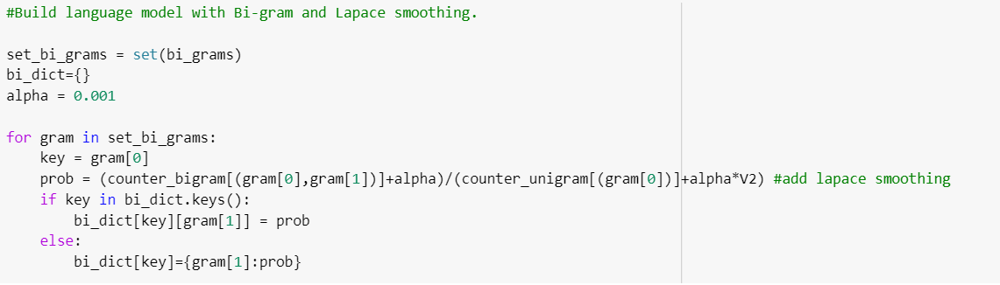 #Build language model with Bi-gram and Lapace smoothing.
set_bi_grams = set(bi_grams)
bi_dict={}
alpha = 0.001
for gram in set_bi_grams:
    key = gram[0]
    prob = (counter_bigram[(gram[0],gram[1])]+alpha)/(counter_unigram[(gram[0])]+alpha*V2) #add lapace smoothing
    if key in bi_dict.keys():
        bi_dict[key][gram[1]] = prob
    else:
        bi_dict[key]={gram[1]:prob}